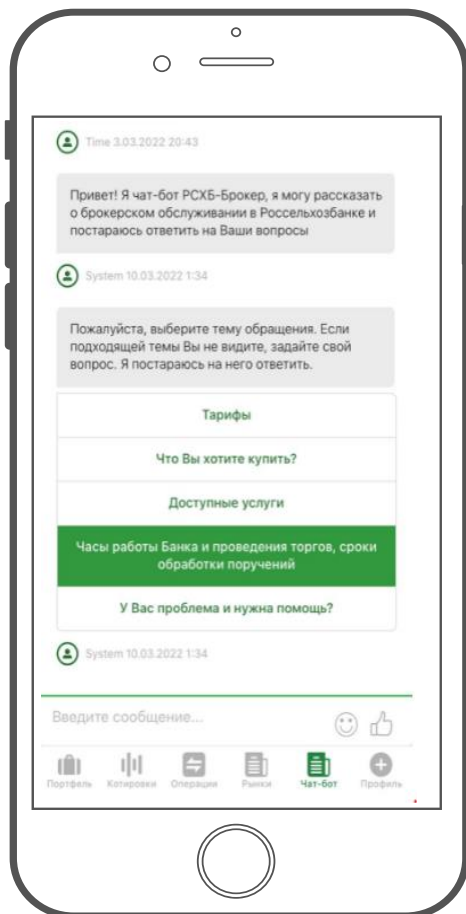 Time 3.03.2022 20:43
Привет! Я чат-бот РСХБ-Брокер, я могу рассказать
о брокерском обслуживании в Россельхозбанке и
постараюсь ответить на Ваши вопросы
System 10.03.2022 1:34
Пожалуйста, выберите тему обращения. Если
подходящей темы Вы не видите, задайте свой
вопрос. Я постараюсь на него ответить.
Тарифы
Что Вы хотите купить?
Доступные услуги
Часы работы Банка и проведения торгов, сроки
обработки поручений
У Вас проблема и нужна помощь?
System 10.03.2022 1:34
Введите сообщение...
Портфель Котировки Операции Рынки Чат-бот Профиль